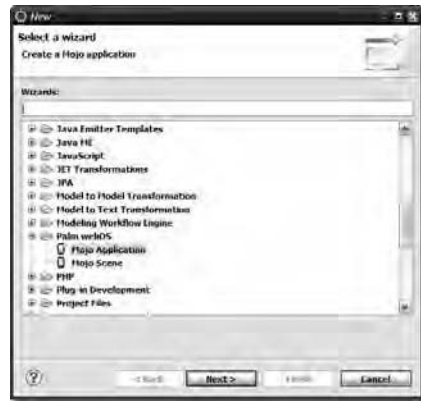 New
Select a wizard
Create a Mojo application
Wizards:
Java Emitter Templates
Java ME
JavaScript
JET Transformations
JPA
Model to Model Transformation
Model to Text Transformation
Modeling Workflow Engine
Palm webOS
Mojo Application
Mojo Scene
PHP
Plug-in Development
Project Files
?
< Back
Next >
Finish
Cancel